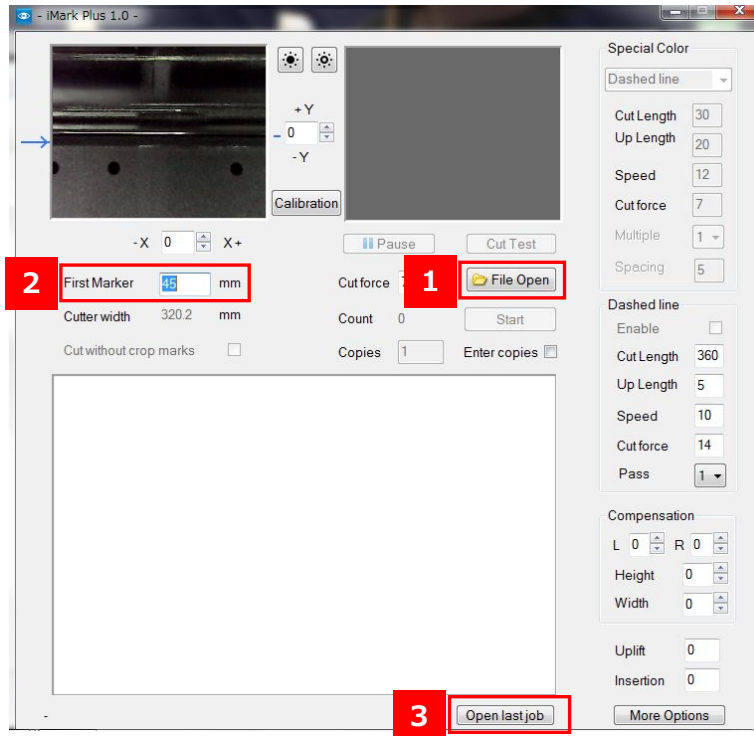 - iMark Plus 1.0 -
Special Color
Dashed line
+Y
0
-Y
Calibration
Cut Length 30
Up Length 20
Speed 12
Cut force 7
Multiple 1
Spacing 5
-X 0 X+
Pause
Cut Test
2
First Marker 45 mm
Cut force
1
File Open
Cutter width 320.2 mm
Count 0
Start
Cut without crop marks
Copies 1
Enter copies
Dashed line
Enable
Cut Length 360
Up Length 5
Speed 10
Cut force 14
Pass 1
Compensation
L 0 R 0
Height 0
Width 0
Uplift 0
Insertion 0
-
3
Open last job
More Options